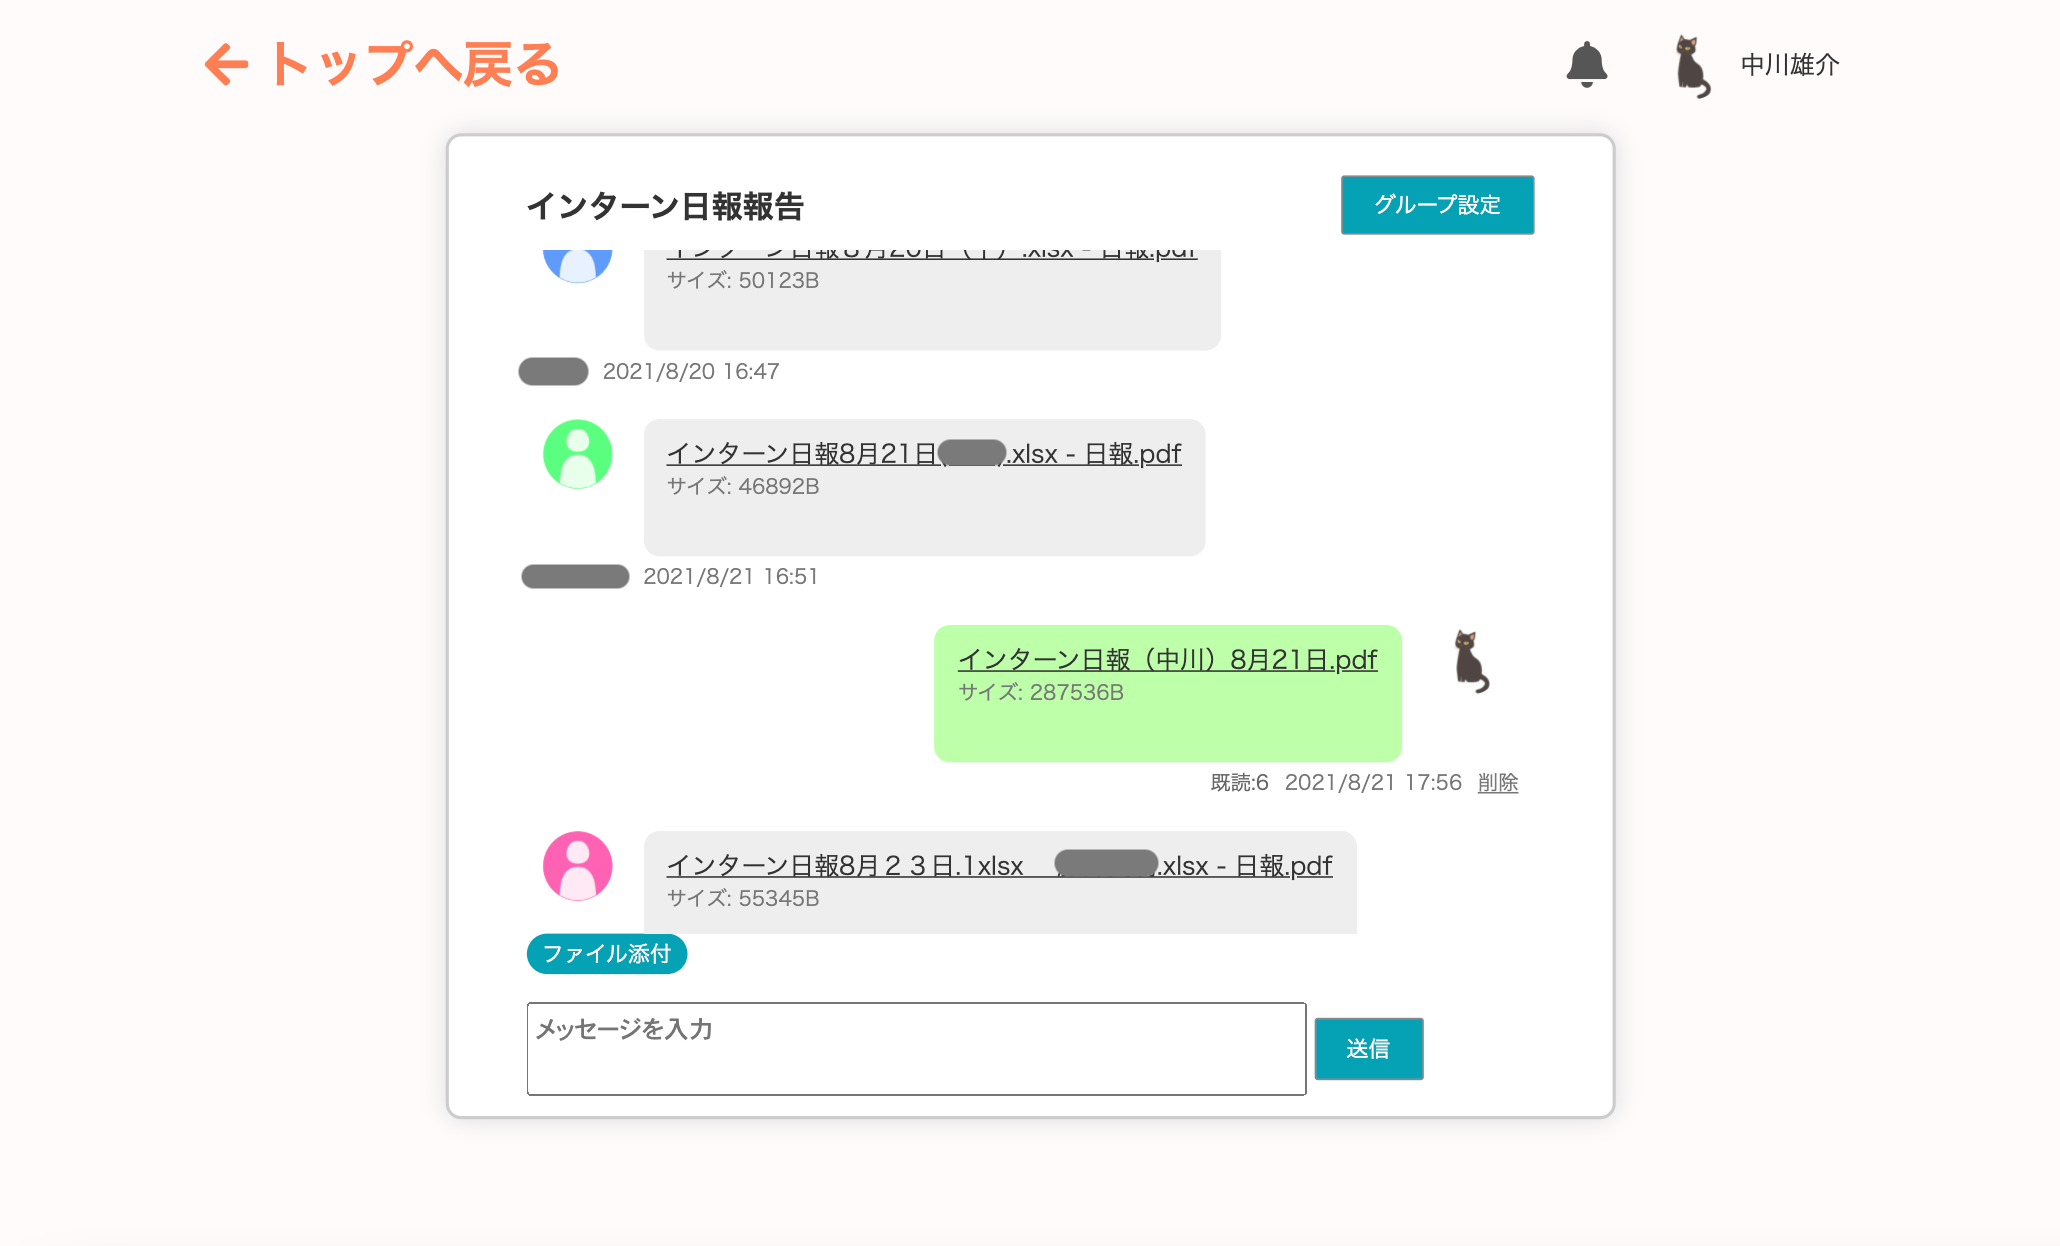 トップへ戻る
中川雄介
インターン日報報告
グループ設定
サイズ: 50123B
2021/8/20 16:47
インターン日報8月21日 .xlsx - 日報.pdf
サイズ: 46892B
2021/8/21 16:51
インターン日報（中川）8月21日.pdf
サイズ: 287536B
既読:6 2021/8/21 17:56 削除
インターン日報8月２３日.1xlsx .xlsx - 日報.pdf
サイズ: 55345B
ファイル添付
メッセージを入力
送信